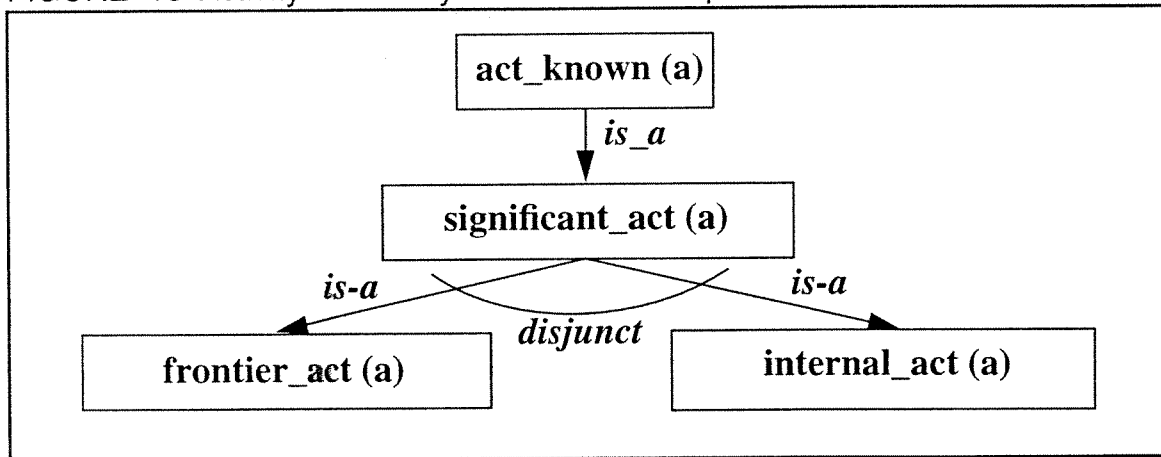 act_known (a)
is_a
significant_act (a)
is-a is-a
disjunct
frontier_act (a) internal_act (a)